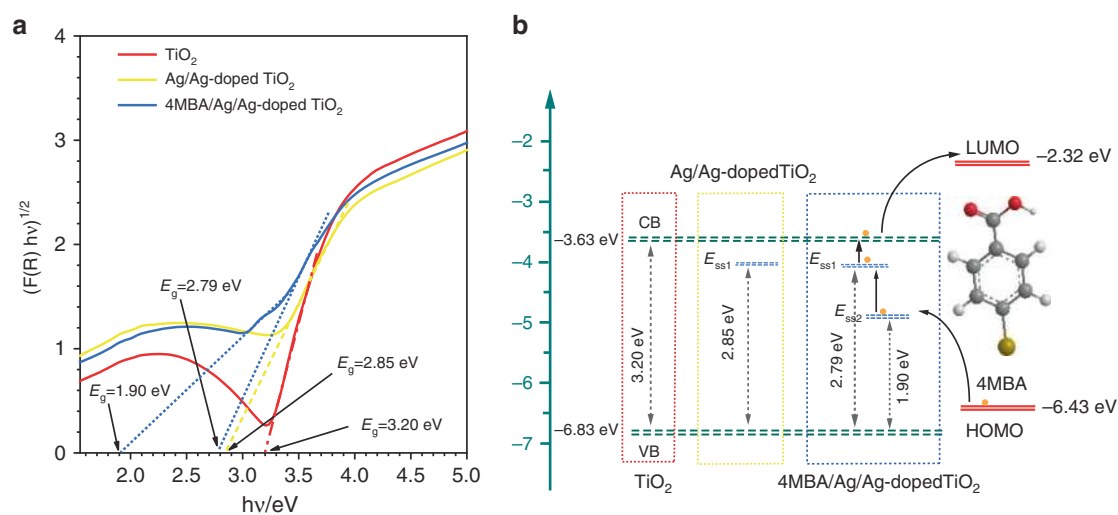 a
4
3
2
1
0
(F(R) hν)1/2
TiO2
Ag/Ag-doped TiO2
4MBA/Ag/Ag-doped TiO2
Eg=2.79 eV
Eg=1.90 eV
Eg=2.85 eV
Eg=3.20 eV
2.0 2.5 3.0 3.5 4.0 4.5 5.0
hν/eV
b
−2
−3
−4
−5
−6
−7
Ag/Ag-dopedTiO2
LUMO
−2.32 eV
CB
−3.63 eV
Ess1
Ess1
Ess2
3.20 eV
2.85 eV
2.79 eV
1.90 eV
4MBA
−6.43 eV
HOMO
−6.83 eV
VB
TiO2
4MBA/Ag/Ag-dopedTiO2